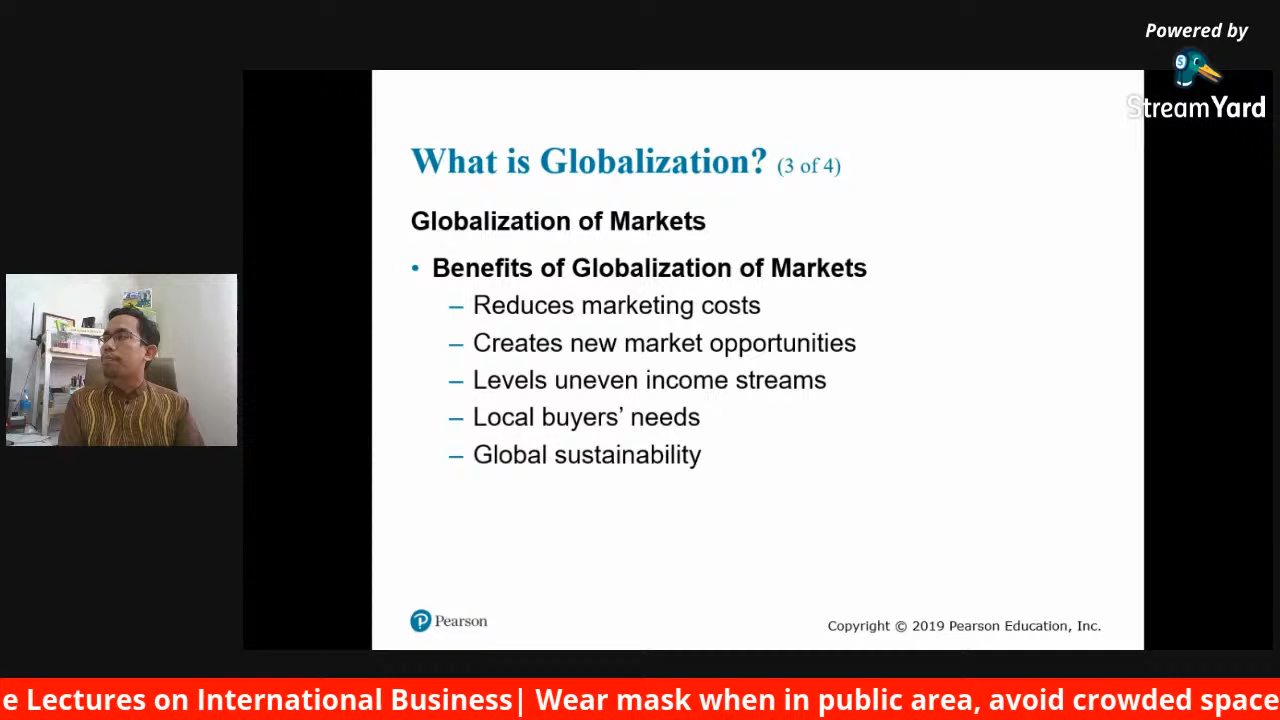 Powered by
StreamYard
What is Globalization? (3 of 4)
Globalization of Markets
• Benefits of Globalization of Markets
– Reduces marketing costs
– Creates new market opportunities
– Levels uneven income streams
– Local buyers’ needs
– Global sustainability
Pearson
Copyright © 2019 Pearson Education, Inc.
e Lectures on International Business| Wear mask when in public area, avoid crowded space